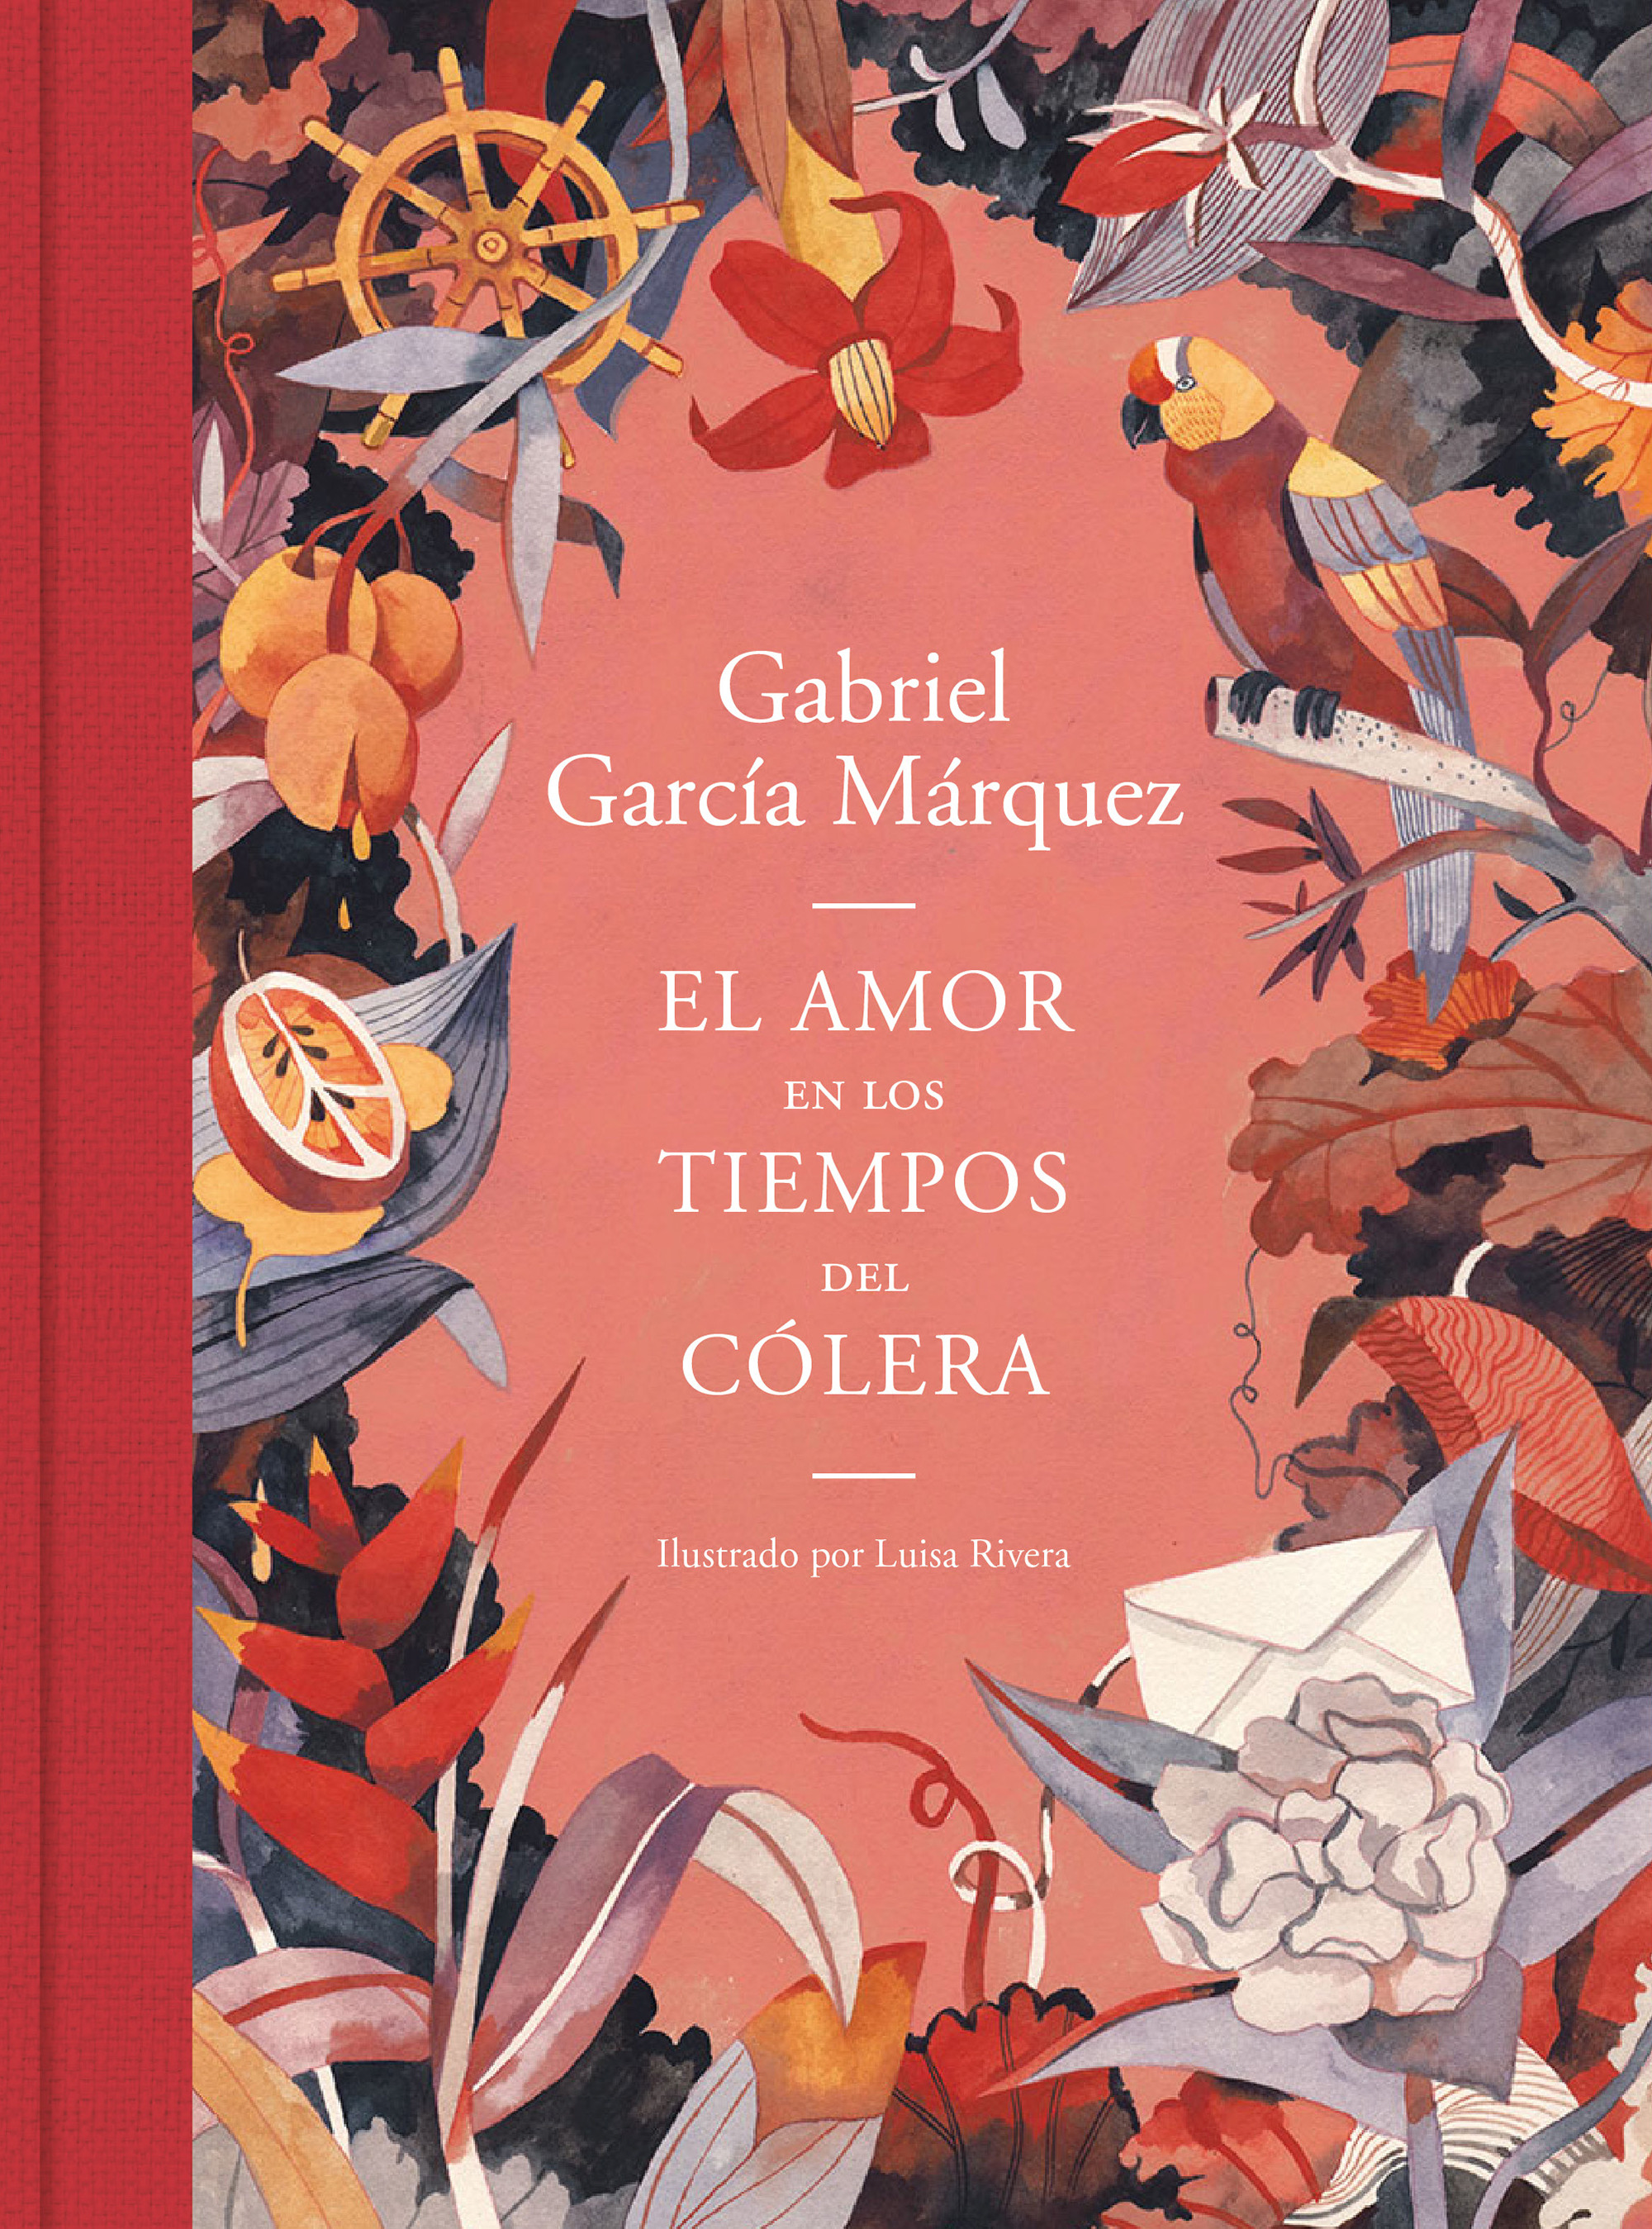 Gabriel
García Márquez
EL AMOR
EN LOS
TIEMPOS
DEL
CÓLERA
Ilustrado por Luisa Rivera